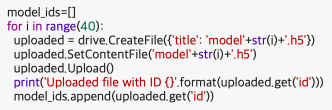 model_ids=[]
for i in range(40):
  uploaded = drive.CreateFile({'title': 'model'+str(i)+'.h5'})
  uploaded.SetContentFile('model'+str(i)+'.h5')
  uploaded.Upload()
  print('Uploaded file with ID {}'.format(uploaded.get('id')))
  model_ids.append(uploaded.get('id'))